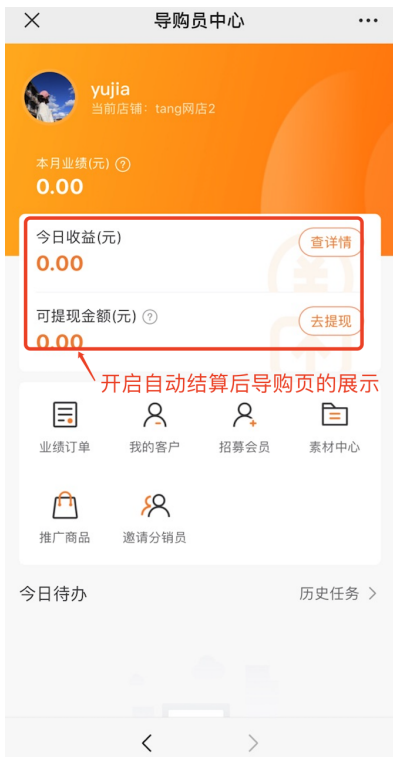 导购员中心
yujia
当前店铺：tang网店2
本月业绩(元) ?
0.00
今日收益(元)
查详情
0.00
可提现金额(元) ?
去提现
0.00
开启自动结算后导购页的展示
业绩订单 我的客户 招募会员 素材中心
推广商品 邀请分销员
今日待办 历史任务